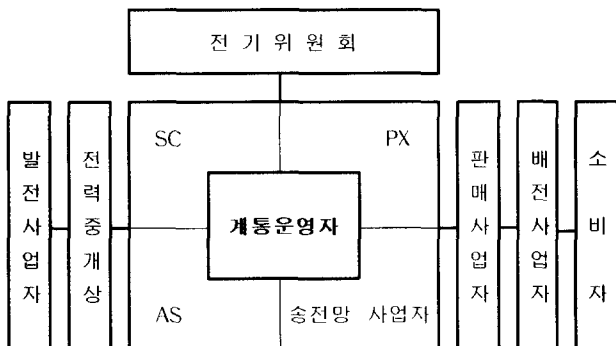 전 기 위 원 회
SC
PX
발전사업자
전력중개상
계통운영자
판매사업자
배전사업자
소비자
AS
송전망 사업자